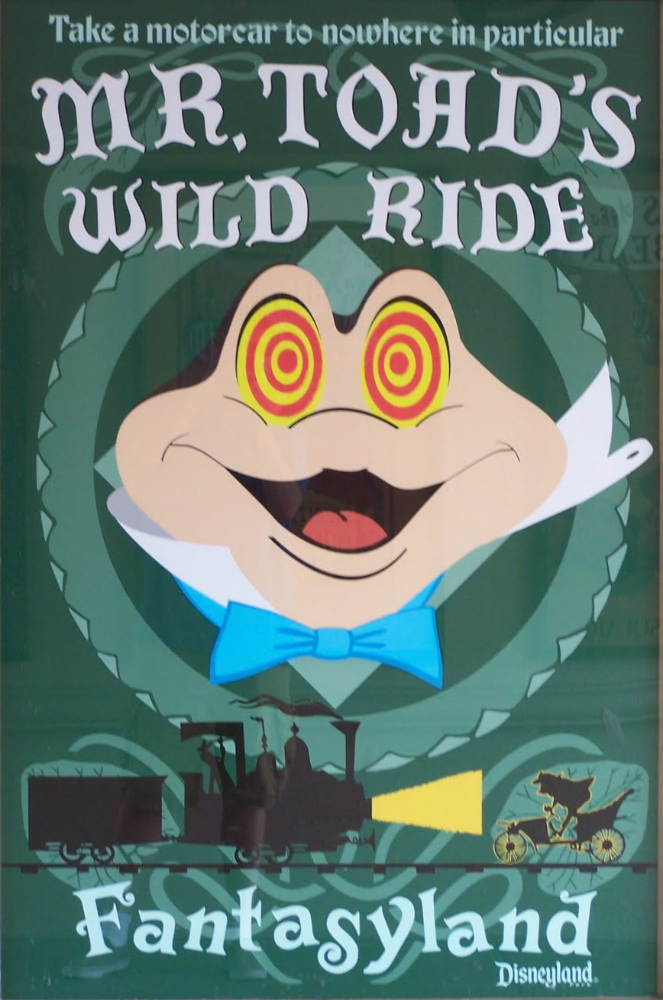 Take a motorcar to nowhere in particular
MR. TOAD'S
WILD RIDE
Fantasyland
Disneyland®